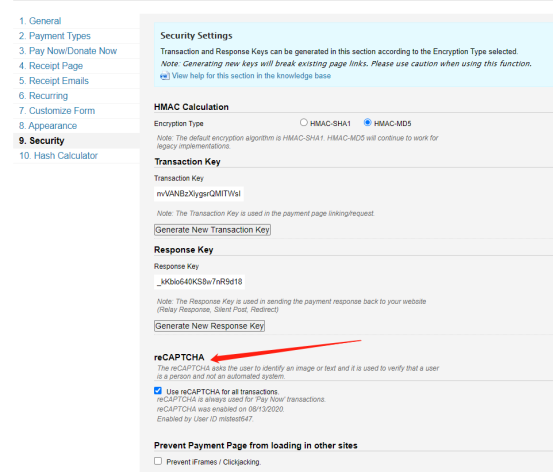 1. General
2. Payment Types
3. Pay Now/Donate Now
4. Receipt Page
5. Receipt Emails
6. Recurring
7. Customize Form
8. Appearance
9. Security
10. Hash Calculator
Security Settings
Transaction and Response Keys can be generated in this section according to the Encryption Type selected.
Note: Generating new keys will break existing page links. Please use caution when using this function.
View help for this section in the knowledge base
HMAC Calculation
Encryption Type HMAC-SHA1 HMAC-MD5
Note: The default encryption algorithm is HMAC-SHA1. HMAC-MD5 will continue to work for
legacy implementations.
Transaction Key
Transaction Key
Note: The Transaction Key is used in the payment page linking/request.
Generate New Transaction Key
Response Key
Response Key
_kKbIo640KS8w7nR9d18
Note: The Response Key is used in sending the payment response back to your website
(Relay Response, Silent Post, Redirect)
Generate New Response Key
reCAPTCHA
The reCAPTCHA asks the user to identify an image or text and it is used to verify that a user
is a person and not an automated system.
Use reCAPTCHA for all transactions.
reCAPTCHA is always used for 'Pay Now' transactions.
reCAPTCHA was enabled on 08/13/2020.
Enabled by User ID mistest647.
Prevent Payment Page from loading in other sites
Prevent iFrames / Clickjacking.